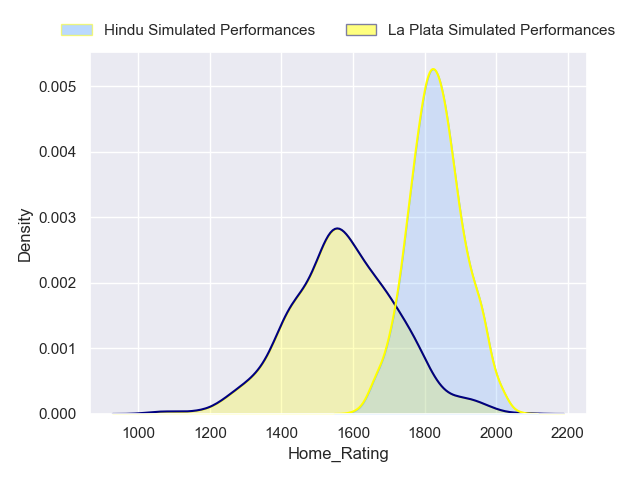 Hindu Simulated Performances
La Plata Simulated Performances
0.005
0.004
0.003
0.002
0.001
0.000
Density
1000 1200 1400 1600 1800 2000 2200
Home_Rating